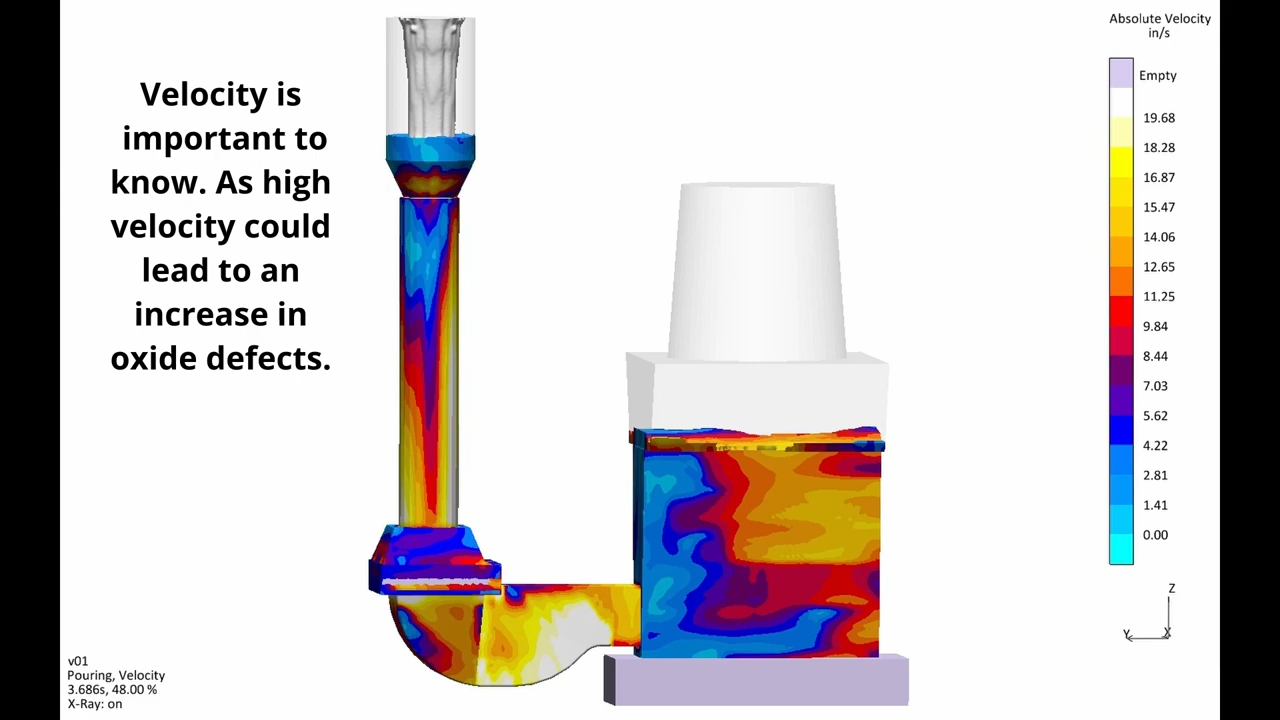 Velocity is
important to
know. As high
velocity could
lead to an
increase in
oxide defects.
Absolute Velocity
in/s
Empty
19.68
18.28
16.87
15.47
14.06
12.65
11.25
9.84
8.44
7.03
5.62
4.22
2.81
1.41
0.00
Z
Y
X
v01
Pouring, Velocity
3.686s, 48.00 %
X-Ray: on